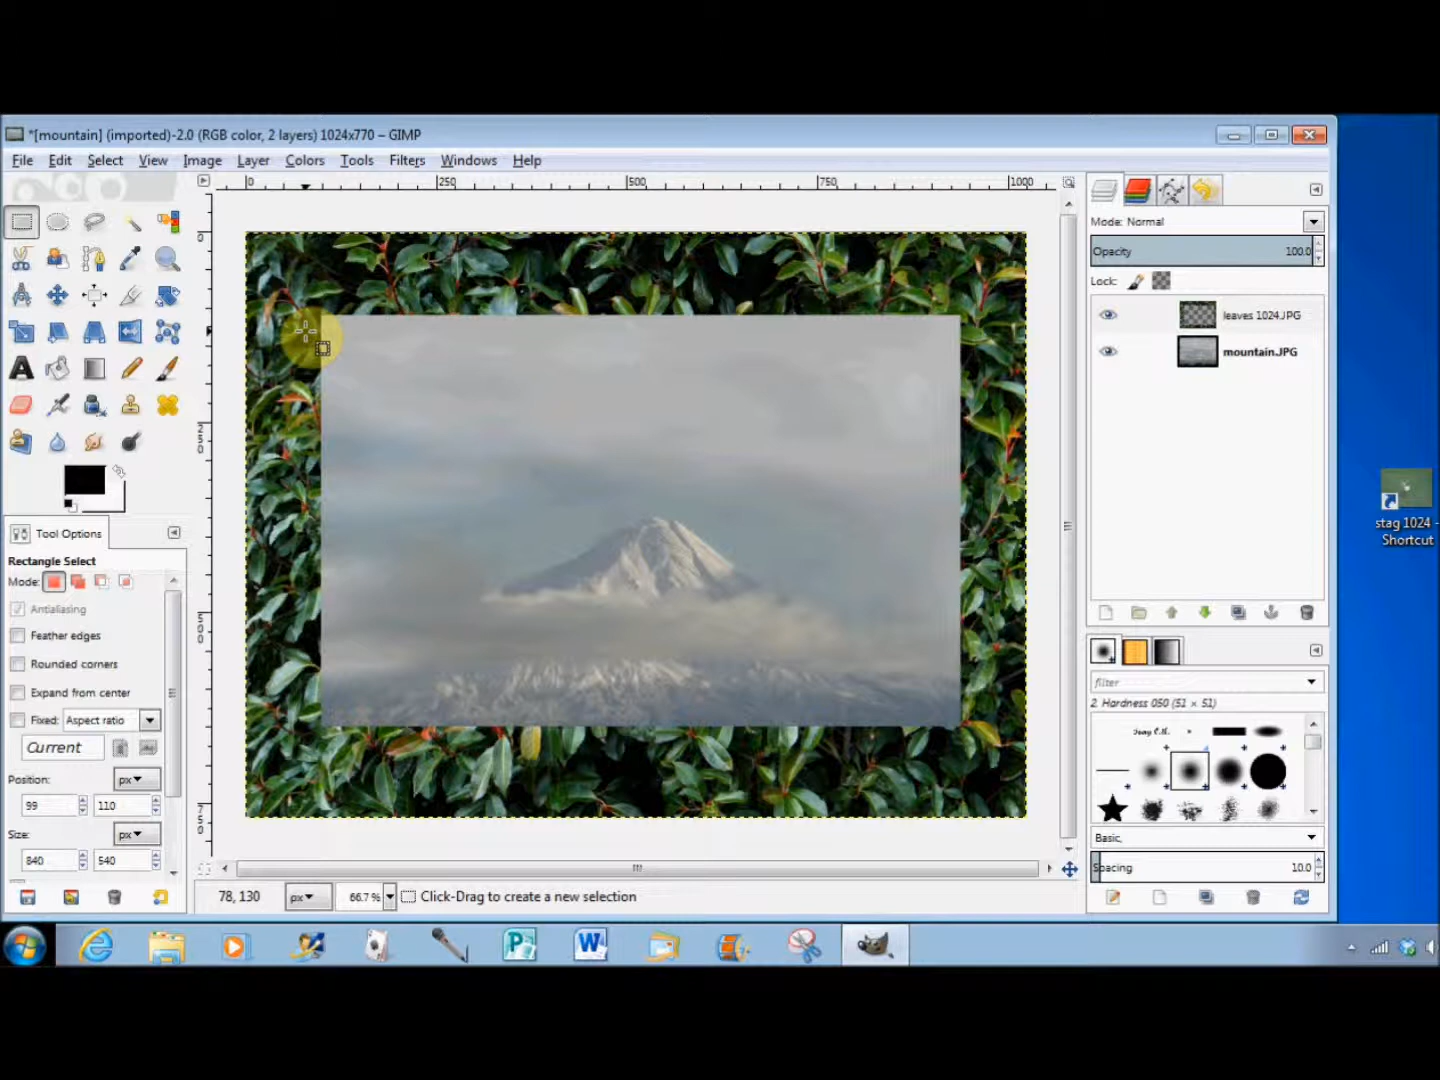 *[mountain] (imported)-2.0 (RGB color, 2 layers) 1024x770 – GIMP
File Edit Select View Image Layer Colors Tools Filters Windows Help
0 250 500 750 1000
Mode: Normal
Opacity 100.0
Lock:
leaves 1024.JPG
mountain.JPG
0
250
500
750
Tool Options
Rectangle Select
Mode:
Antialiasing
Feather edges
Rounded corners
Expand from center
Fixed: Aspect ratio
Current
Position: px
99 110
Size: px
840 540
filter
2. Hardness 050 (51 × 51)
Basic,
Spacing 10.0
78, 130 px 66.7 % Click-Drag to create a new selection
stag 1024 -
Shortcut